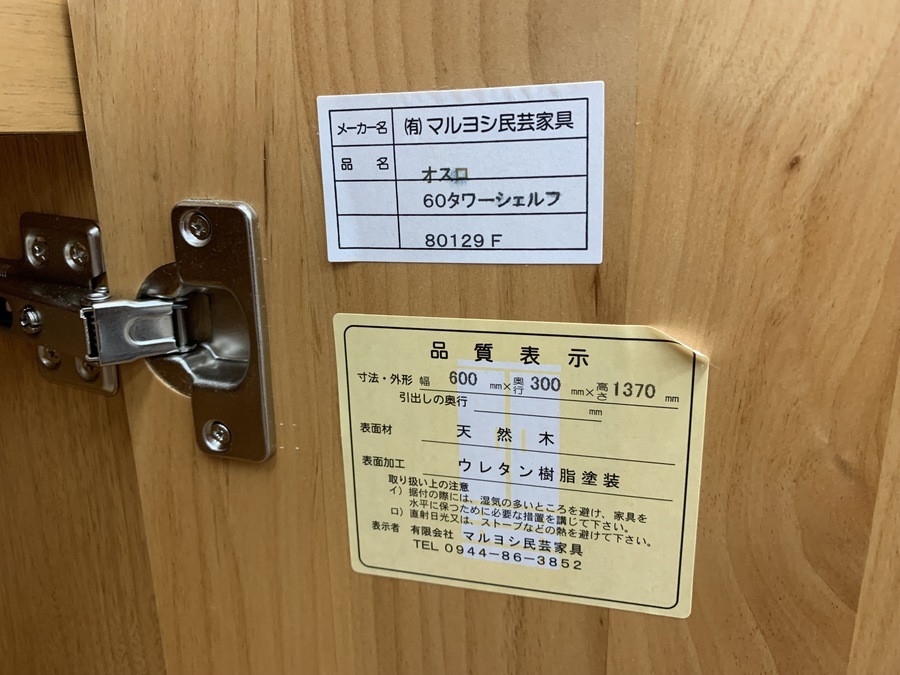 メーカー名 ㈲マルヨシ民芸家具
品名 オスロ
60タワーシェルフ
80129F
品質表示
寸法・外形 幅 600 mm×奥行 300 mm×高さ 1370 mm
引出しの奥行 mm
表面材 天然木
表面加工 ウレタン樹脂塗装
取り扱い上の注意
イ）据付の際には、湿気の多いところを避け、家具を
水平に保つために必要な措置を講じて下さい。
ロ）直射日光又は、ストーブなどの熱を避けて下さい。
表示者 有限会社 マルヨシ民芸家具
TEL 0944-86-3852